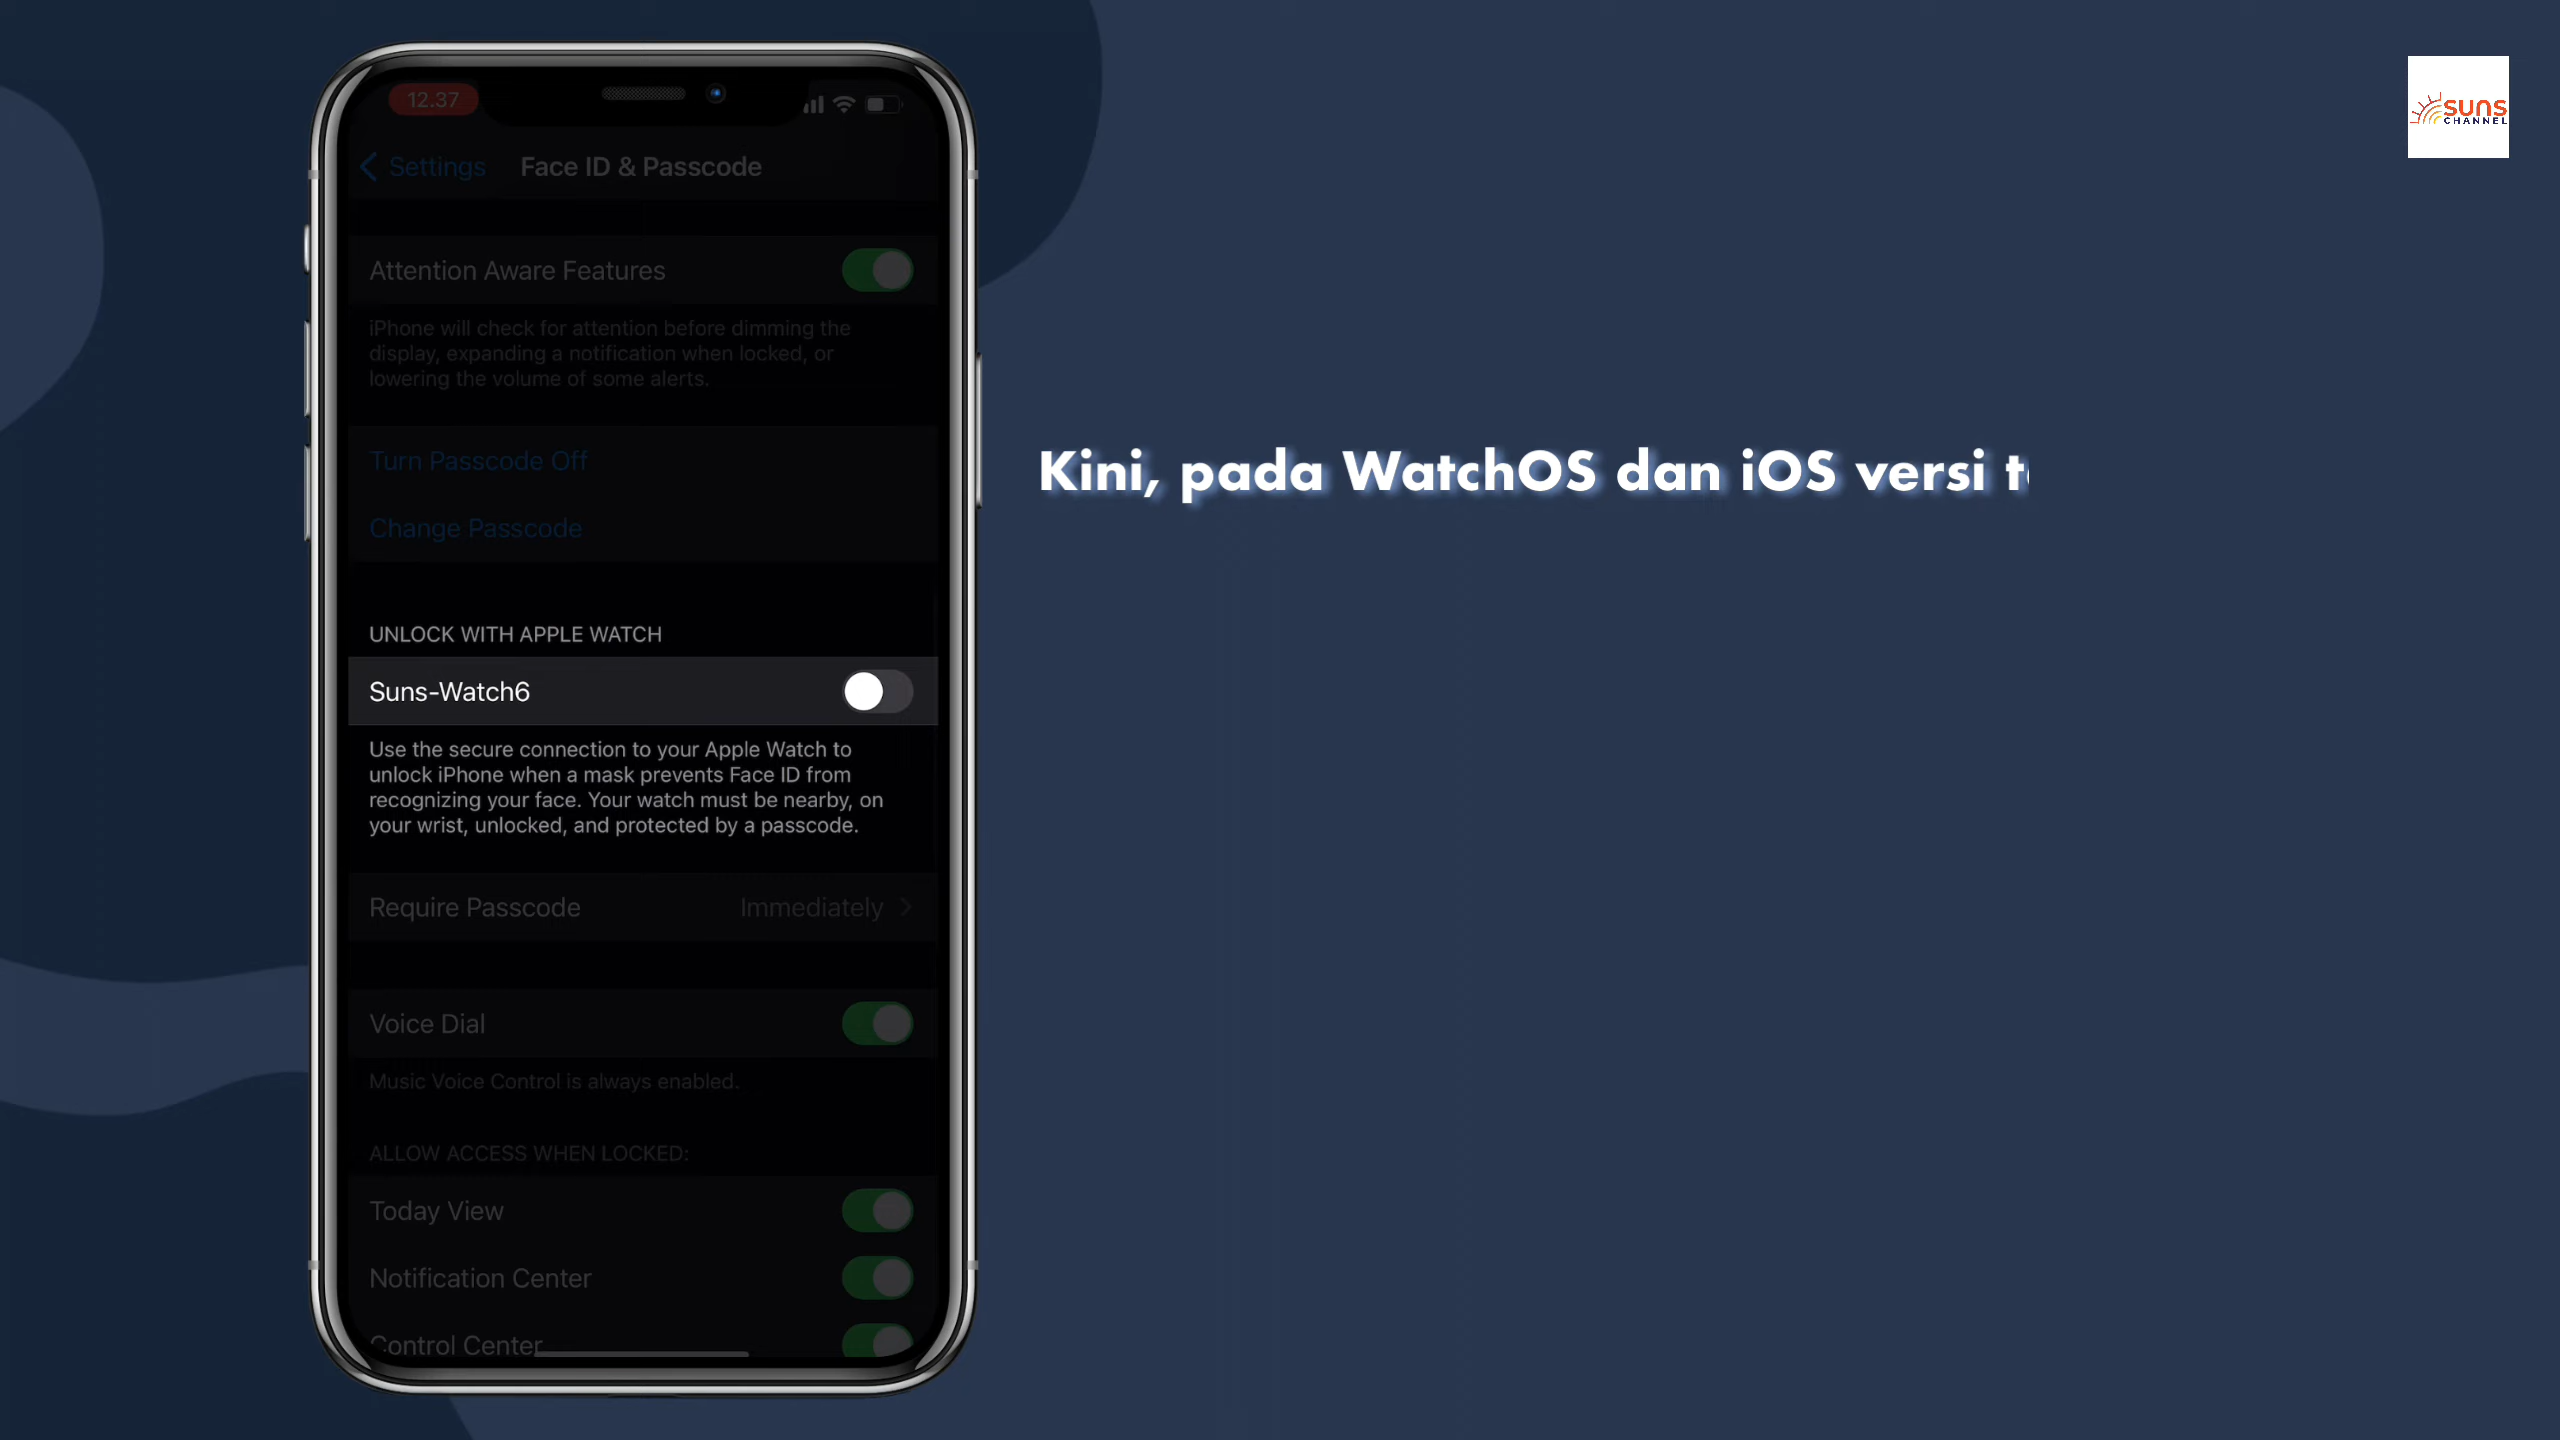 12.37
Settings
Face ID & Passcode
Attention Aware Features
iPhone will check for attention before dimming the
display, expanding a notification when locked, or
lowering the volume of some alerts.
Turn Passcode Off
Change Passcode
UNLOCK WITH APPLE WATCH
Suns-Watch6
Use the secure connection to your Apple Watch to
unlock iPhone when a mask prevents Face ID from
recognizing your face. Your watch must be nearby, on
your wrist, unlocked, and protected by a passcode.
Require Passcode Immediately
Voice Dial
Music Voice Control is always enabled.
ALLOW ACCESS WHEN LOCKED:
Today View
Notification Center
Control Center
Kini, pada WatchOS dan iOS versi
suns
CHANNEL